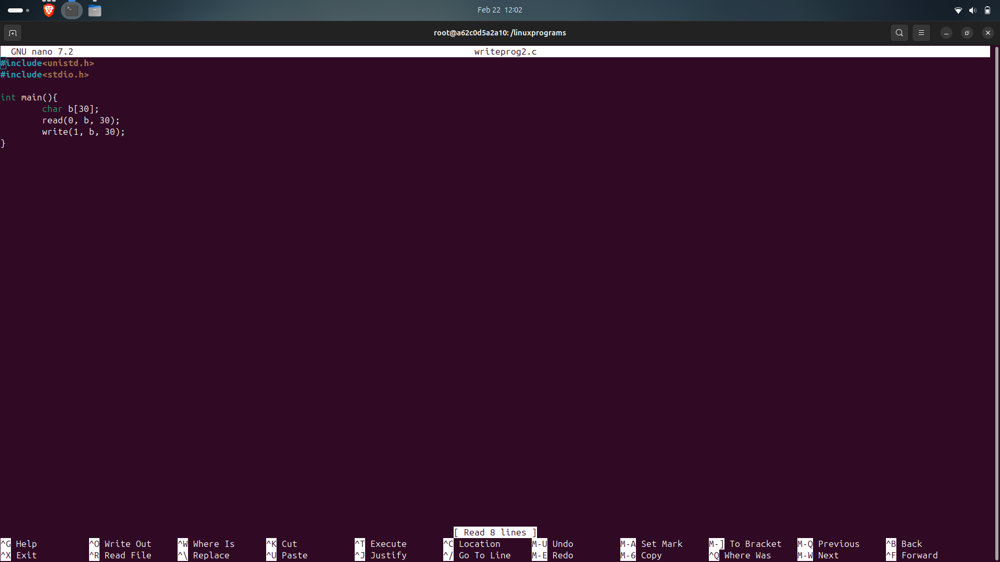 Feb 22 12:02
root@a62c0d5a2a10: /linuxprograms
GNU nano 7.2 writeprog2.c
#include<unistd.h>
#include<stdio.h>

int main(){
        char b[30];
        read(0, b, 30);
        write(1, b, 30);
}
[ Read 8 lines ]
^G Help ^O Write Out ^W Where Is ^K Cut ^T Execute ^C Location M-U Undo M-A Set Mark M-] To Bracket M-Q Previous ^B Back
^X Exit ^R Read File ^\ Replace ^U Paste ^J Justify ^/ Go To Line M-E Redo M-6 Copy ^Q Where Was M-W Next ^F Forward